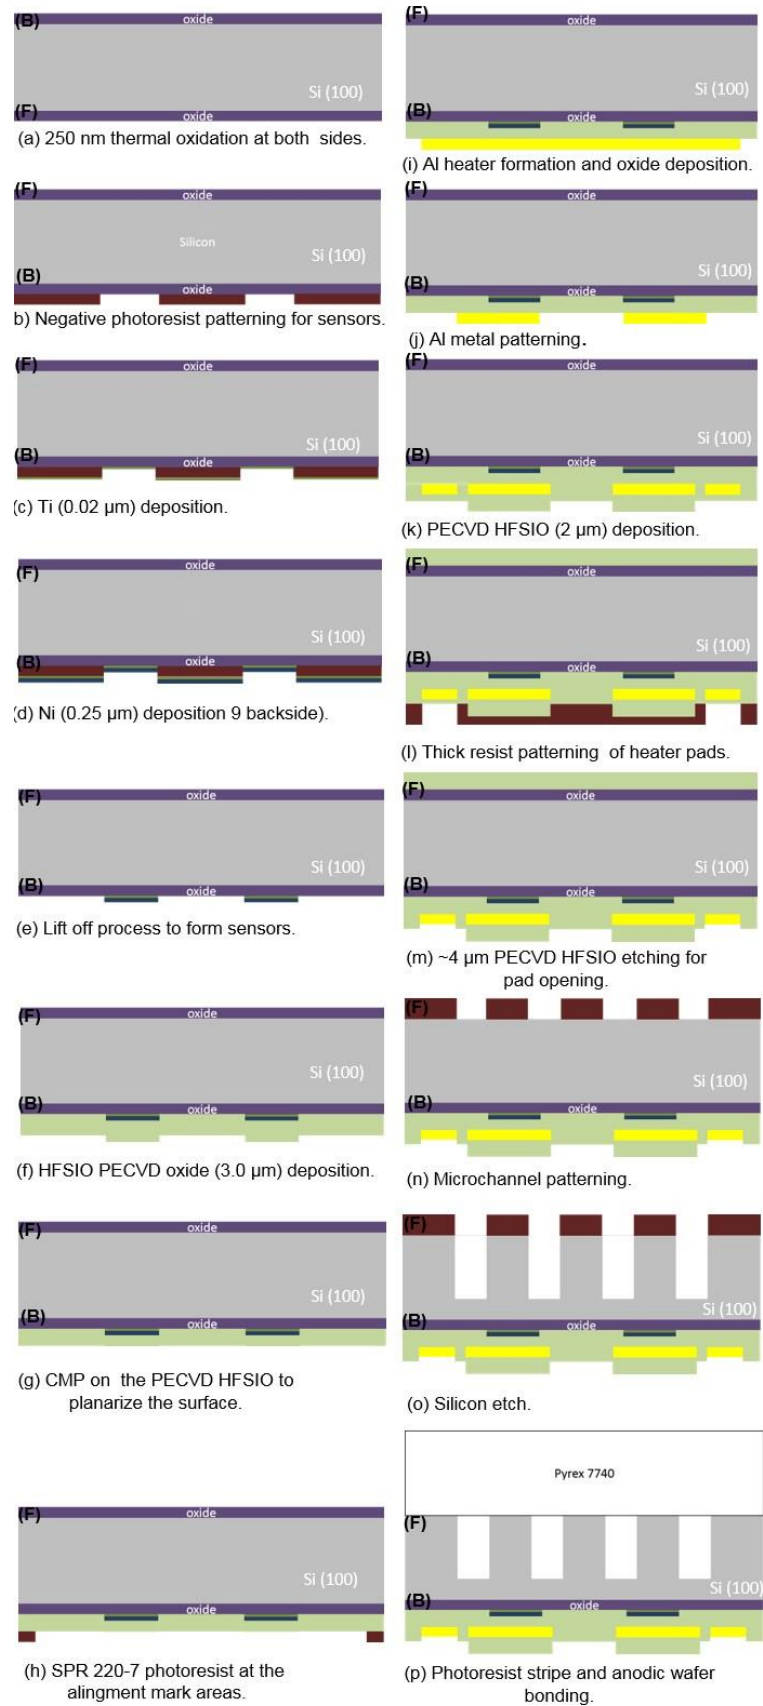 (B)
oxide
Si (100)
(F)
(a) 250 nm thermal oxidation at both sides.
(F)
oxide
Silicon
Si (100)
(B)
oxide
b) Negative photoresist patterning for sensors.
(F)
oxide
Si (100)
(B)
oxide
(c) Ti (0.02 µm) deposition.
(F)
oxide
Si (100)
(B)
oxide
(d) Ni (0.25 µm) deposition 9 backside).
(F)
oxide
Si (100)
(B)
oxide
(e) Lift off process to form sensors.
(F)
oxide
Si (100)
(B)
oxide
(f) HFSIO PECVD oxide (3.0 µm) deposition.
(F)
oxide
Si (100)
(B)
oxide
(g) CMP on the PECVD HFSIO to
planarize the surface.
(F)
oxide
Si (100)
oxide
(h) SPR 220-7 photoresist at the
alingment mark areas.
(F)
oxide
Si (100)
(B)
oxide
(i) Al heater formation and oxide deposition.
(F)
oxide
Si (100)
(B)
oxide
(j) Al metal patterning.
(F)
oxide
Si (100)
(B)
oxide
(k) PECVD HFSIO (2 µm) deposition.
(F)
oxide
Si (100)
(B)
oxide
(l) Thick resist patterning of heater pads.
(F)
oxide
Si (100)
(B)
oxide
(m) ~4 µm PECVD HFSIO etching for
pad opening.
(F)
Si (100)
(B)
oxide
(n) Microchannel patterning.
(F)
Si (100)
(B)
oxide
(o) Silicon etch.
Pyrex 7740
(F)
Si (100)
(B)
oxide
(p) Photoresist stripe and anodic wafer
bonding.